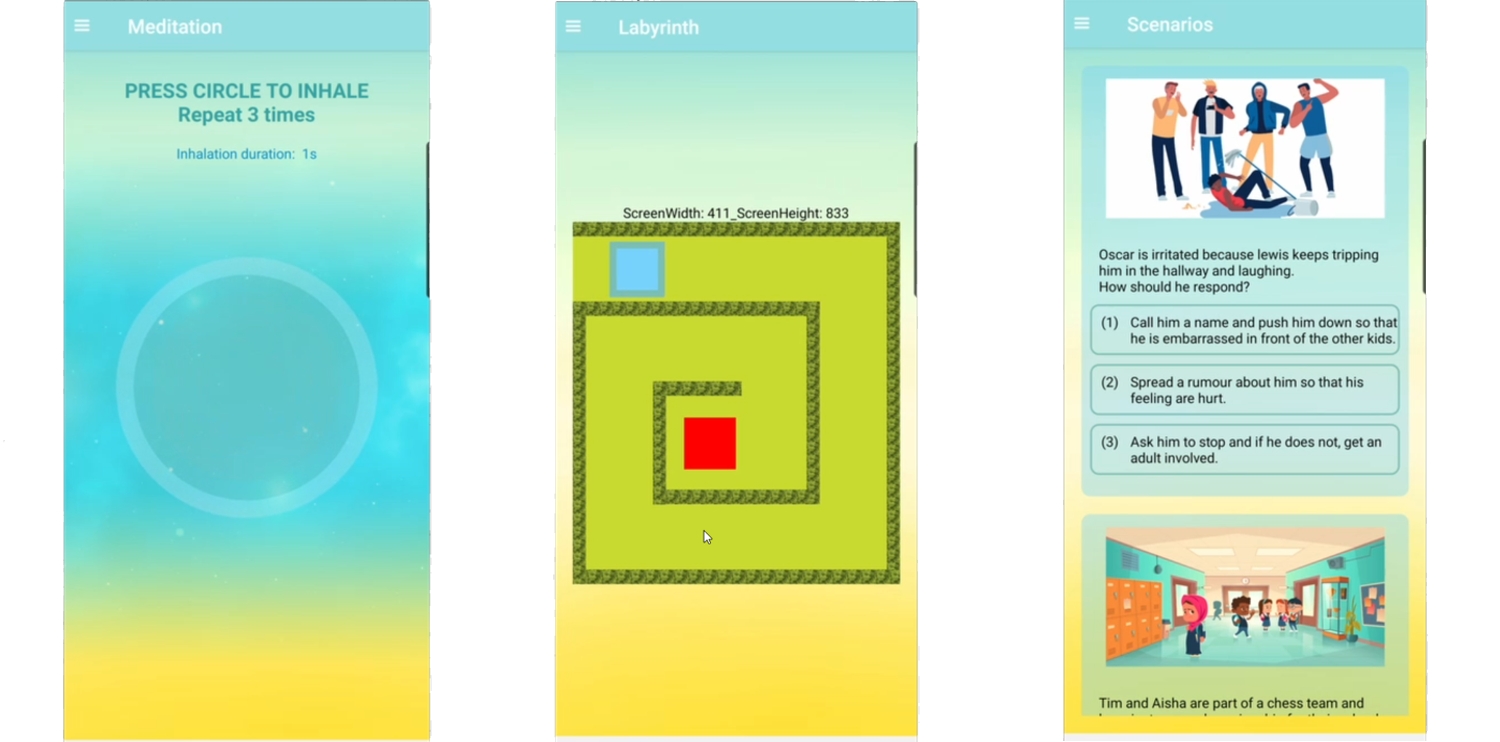 Meditation
PRESS CIRCLE TO INHALE
Repeat 3 times
Inhalation duration: 1s
Labyrinth
ScreenWidth: 411_ScreenHeight: 833
Scenarios
Oscar is irritated because lewis keeps tripping
him in the hallway and laughing.
How should he respond?
(1) Call him a name and push him down so that
he is embarrassed in front of the other kids.
(2) Spread a rumour about him so that his
feeling are hurt.
(3) Ask him to stop and if he does not, get an
adult involved.
Tim and Aisha are part of a chess team and